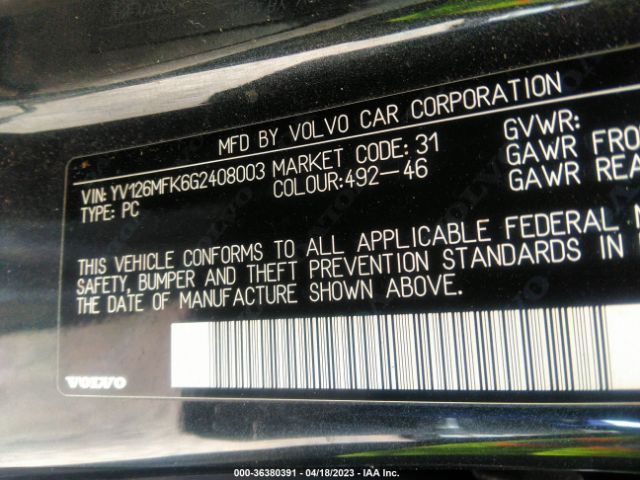 MFD BY VOLVO CAR CORPORATION
VIN: YV126MFK6G2408003 MARKET CODE: 31 GVWR:
TYPE: PC COLOUR:492-46 GAWR FRO
GAWR REA
THIS VEHICLE CONFORMS TO ALL APPLICABLE FEDERAL M
SAFETY, BUMPER AND THEFT PREVENTION STANDARDS IN
THE DATE OF MANUFACTURE SHOWN ABOVE.
VOLVO
000-36380391 - 04/18/2023 - IAA Inc.